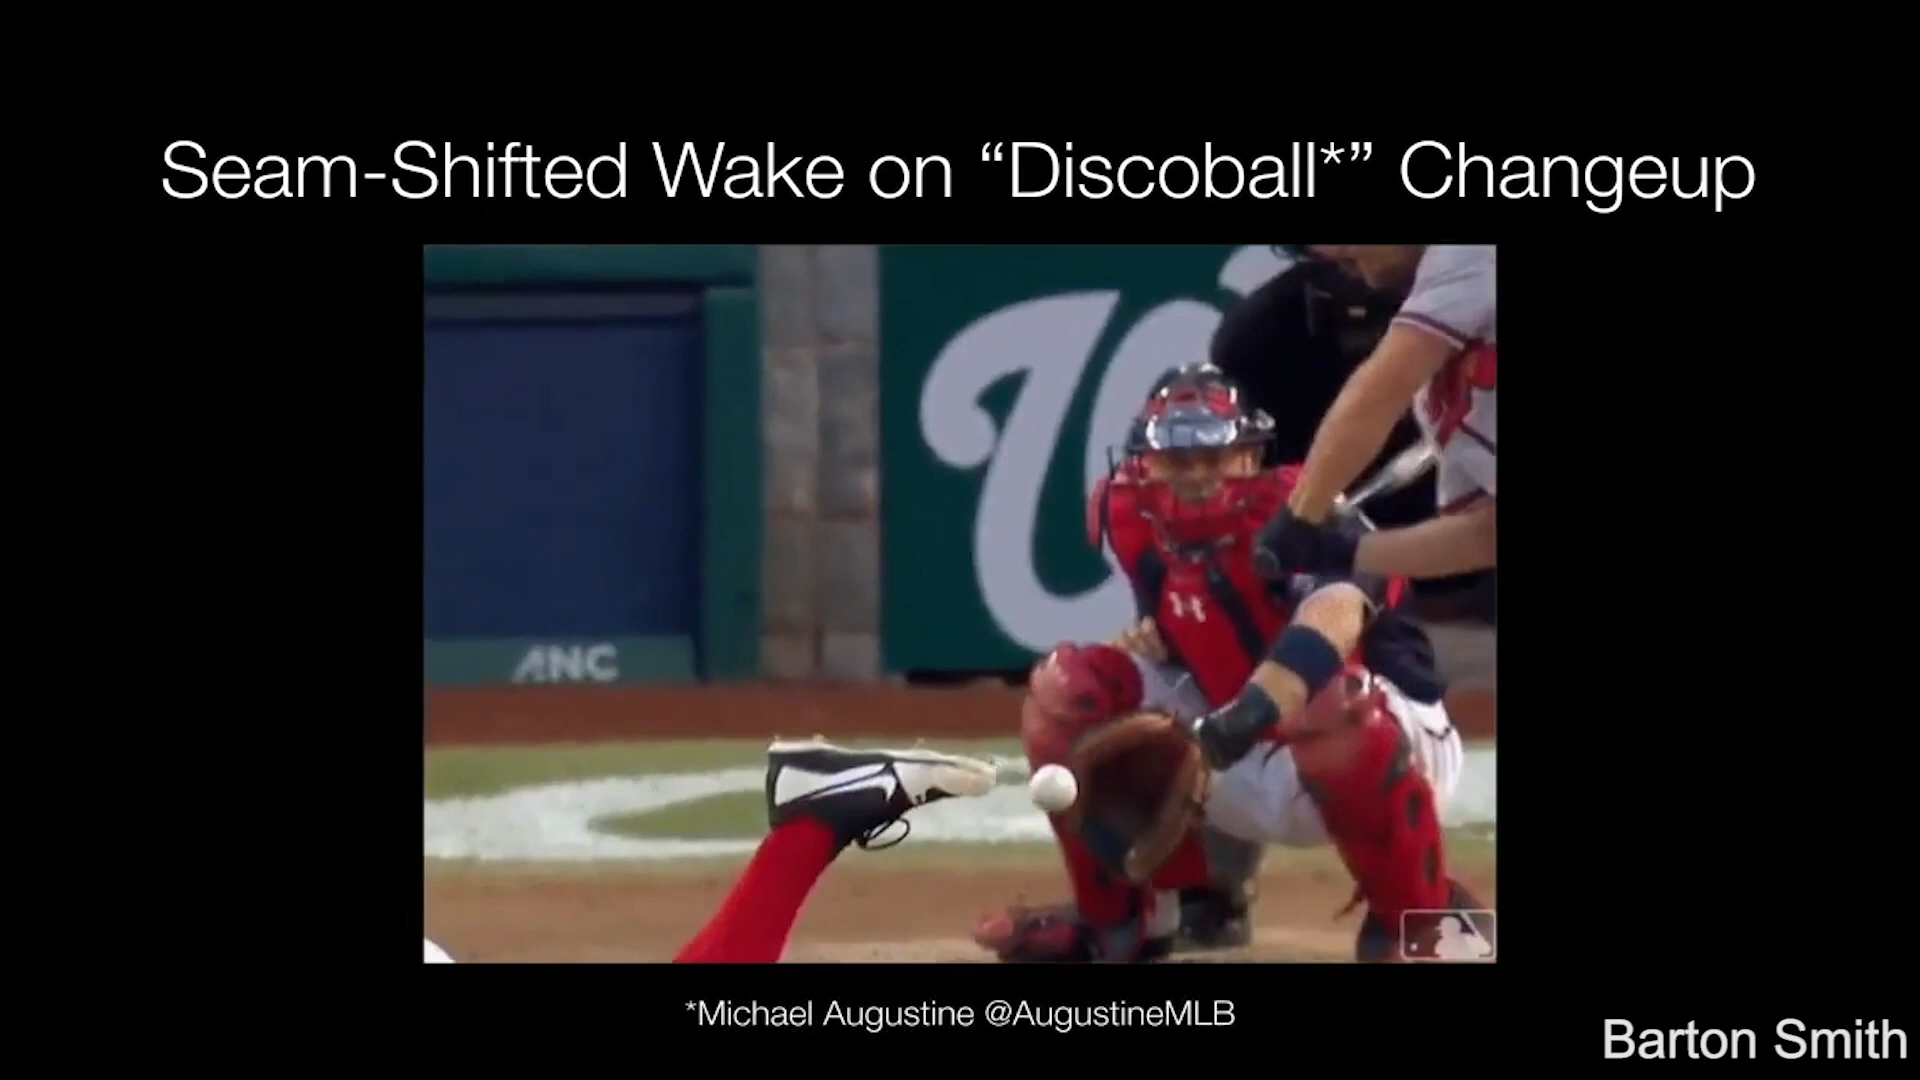 Seam-Shifted Wake on “Discoball*” Changeup
ANC
*Michael Augustine @AugustineMLB
Barton Smith